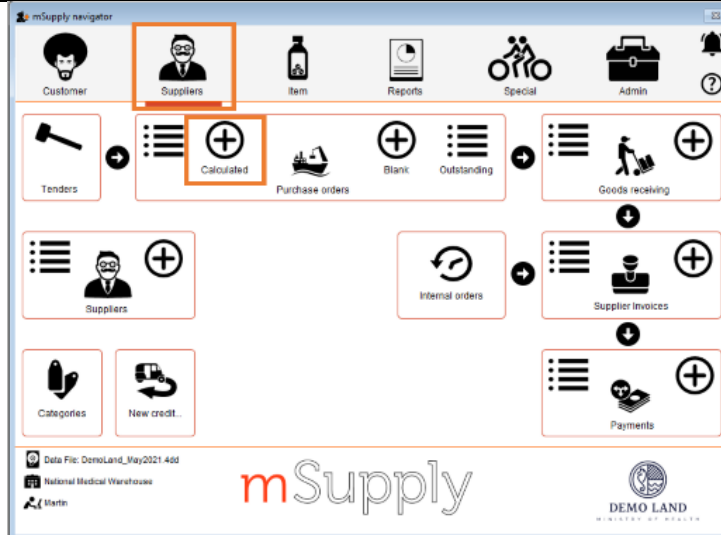 mSupply navigator
Customer
Suppliers
Item
Reports
Special
Admin
Tenders
Calculated
Purchase orders
Blank
Outstanding
Goods receiving
Suppliers
Internal orders
Supplier Invoices
Categories
New credit...
Payments
Data File: DemoLand_May2021.4dd
National Medical Warehouse
Martin
mSupply
DEMO LAND
MINISTRY OF HEALTH